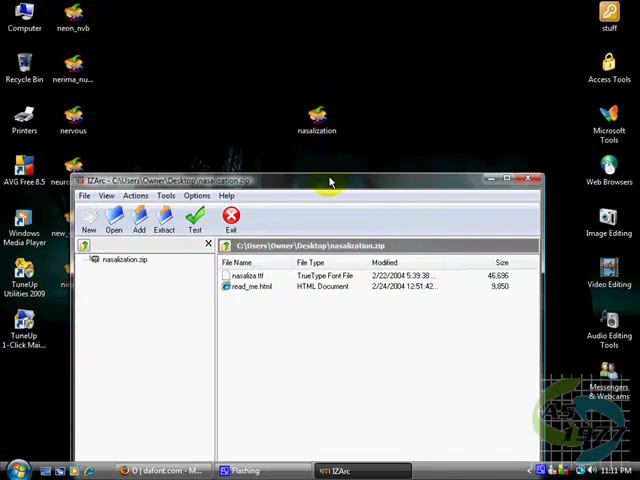 Computer
neon_nvb
stuff
Recycle Bin
nerima_nu...
Access Tools
Printers
nervous
nasalization
Microsoft
Tools
AVG Free 8.5
Web Browsers
IZArc - C:\Users\Owner\Desktop\nasalization.zip
File View Actions Tools Options Help
New Open Add Extract Test Exit
Windows
Media Player
Image Editing
C:\Users\Owner\Desktop\nasalization.zip
nasalization.zip
File Name File Type Modified Size
nasaliza.ttf TrueType Font File 2/22/2004 5:39:38 ... 46,696
read_me.html HTML Document 2/24/2004 12:51:42... 9,850
TuneUp
Utilities 2009
Video Editing
TuneUp
1-Click Mai...
Audio Editing
Tools
Messengers
& Webcams
AS
1977
O | dafont.com - M...
Flashing
IZArc
11:11 PM